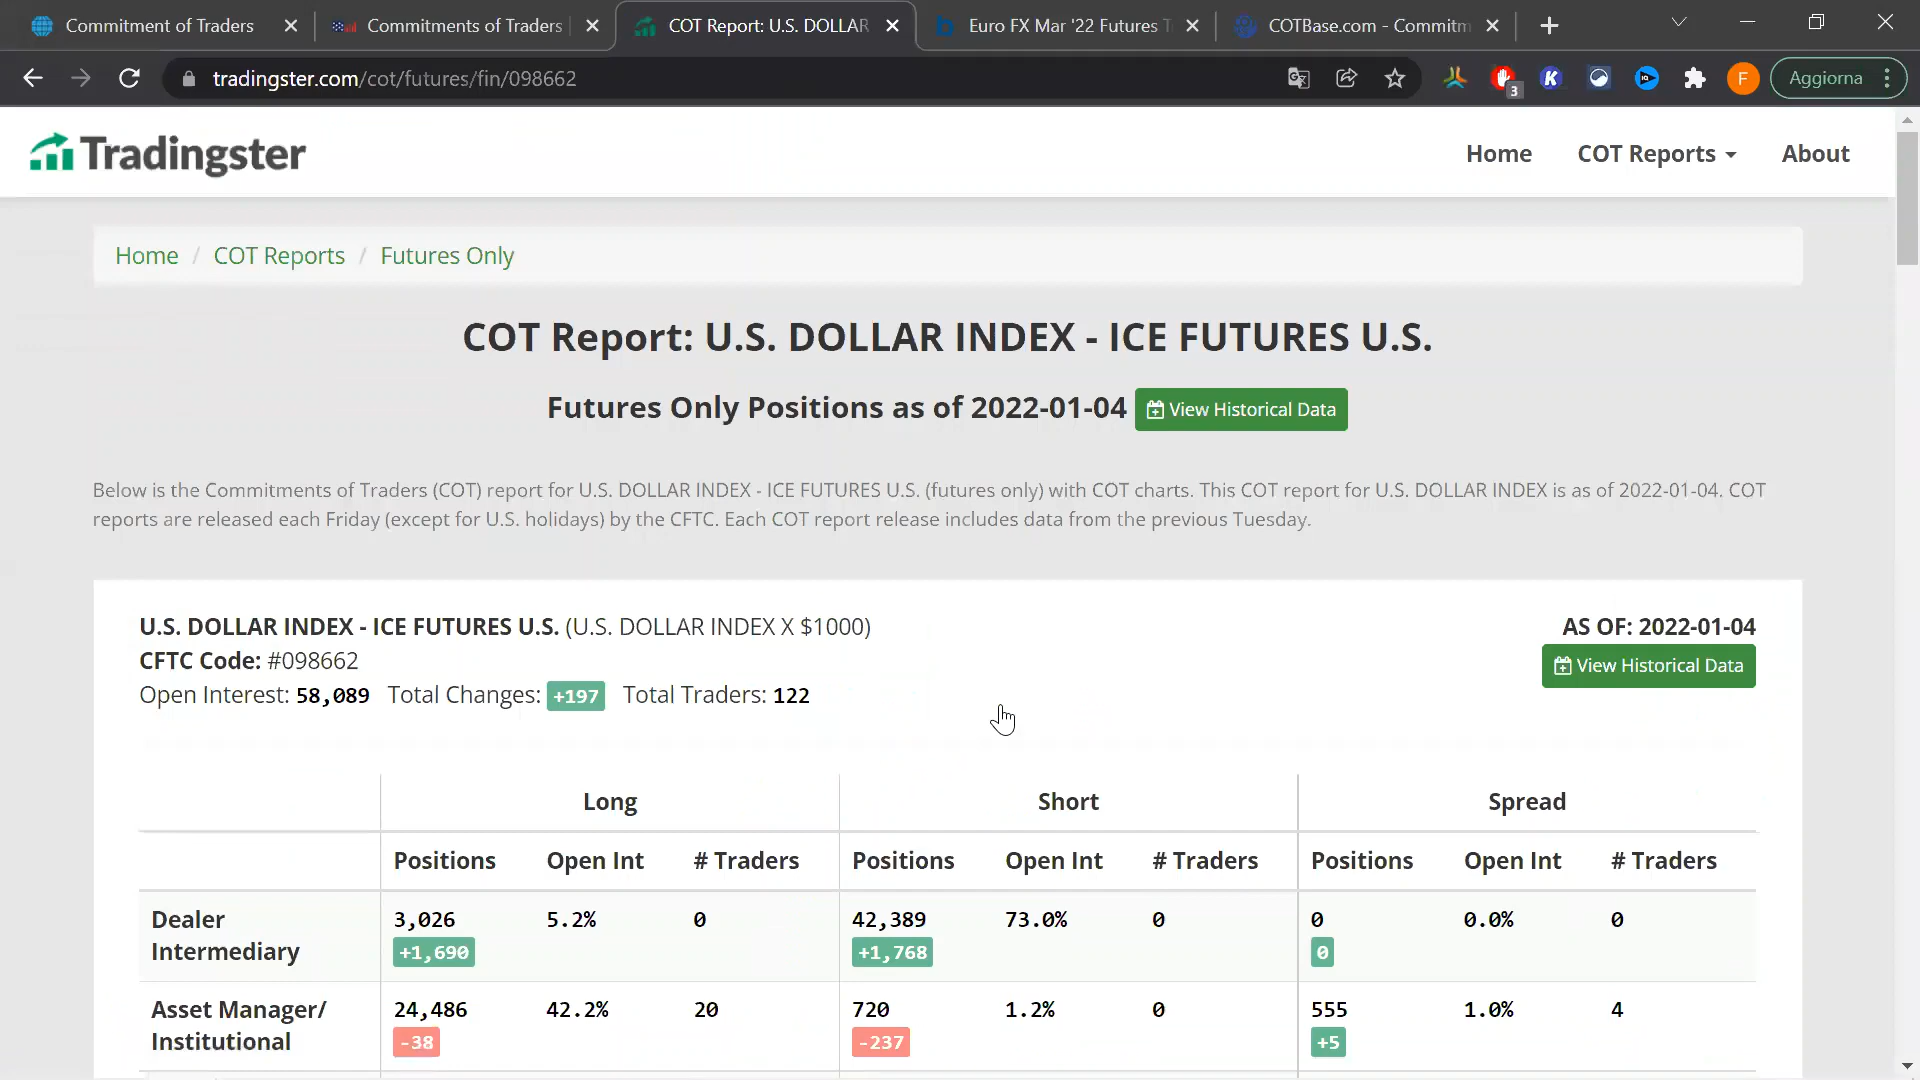 Commitment of Traders
Commitments of Traders
COT Report: U.S. DOLLAR
Euro FX Mar '22 Futures T
COTBase.com - Commitm
tradingster.com/cot/futures/fin/098662
3
K
F
Aggiorna
Tradingster
Home
COT Reports
About
Home / COT Reports / Futures Only
COT Report: U.S. DOLLAR INDEX - ICE FUTURES U.S.
Futures Only Positions as of 2022-01-04
View Historical Data
Below is the Commitments of Traders (COT) report for U.S. DOLLAR INDEX - ICE FUTURES U.S. (futures only) with COT charts. This COT report for U.S. DOLLAR INDEX is as of 2022-01-04. COT
reports are released each Friday (except for U.S. holidays) by the CFTC. Each COT report release includes data from the previous Tuesday.
U.S. DOLLAR INDEX - ICE FUTURES U.S. (U.S. DOLLAR INDEX X $1000)
AS OF: 2022-01-04
CFTC Code: #098662
View Historical Data
Open Interest: 58,089 Total Changes: +197 Total Traders: 122
Long Short Spread
Positions Open Int # Traders Positions Open Int # Traders Positions Open Int # Traders
Dealer Intermediary 3,026 5.2% 0 42,389 73.0% 0 0 0.0% 0
+1,690 +1,768 0
Asset Manager/ Institutional 24,486 42.2% 20 720 1.2% 0 555 1.0% 4
-38 -237 +5